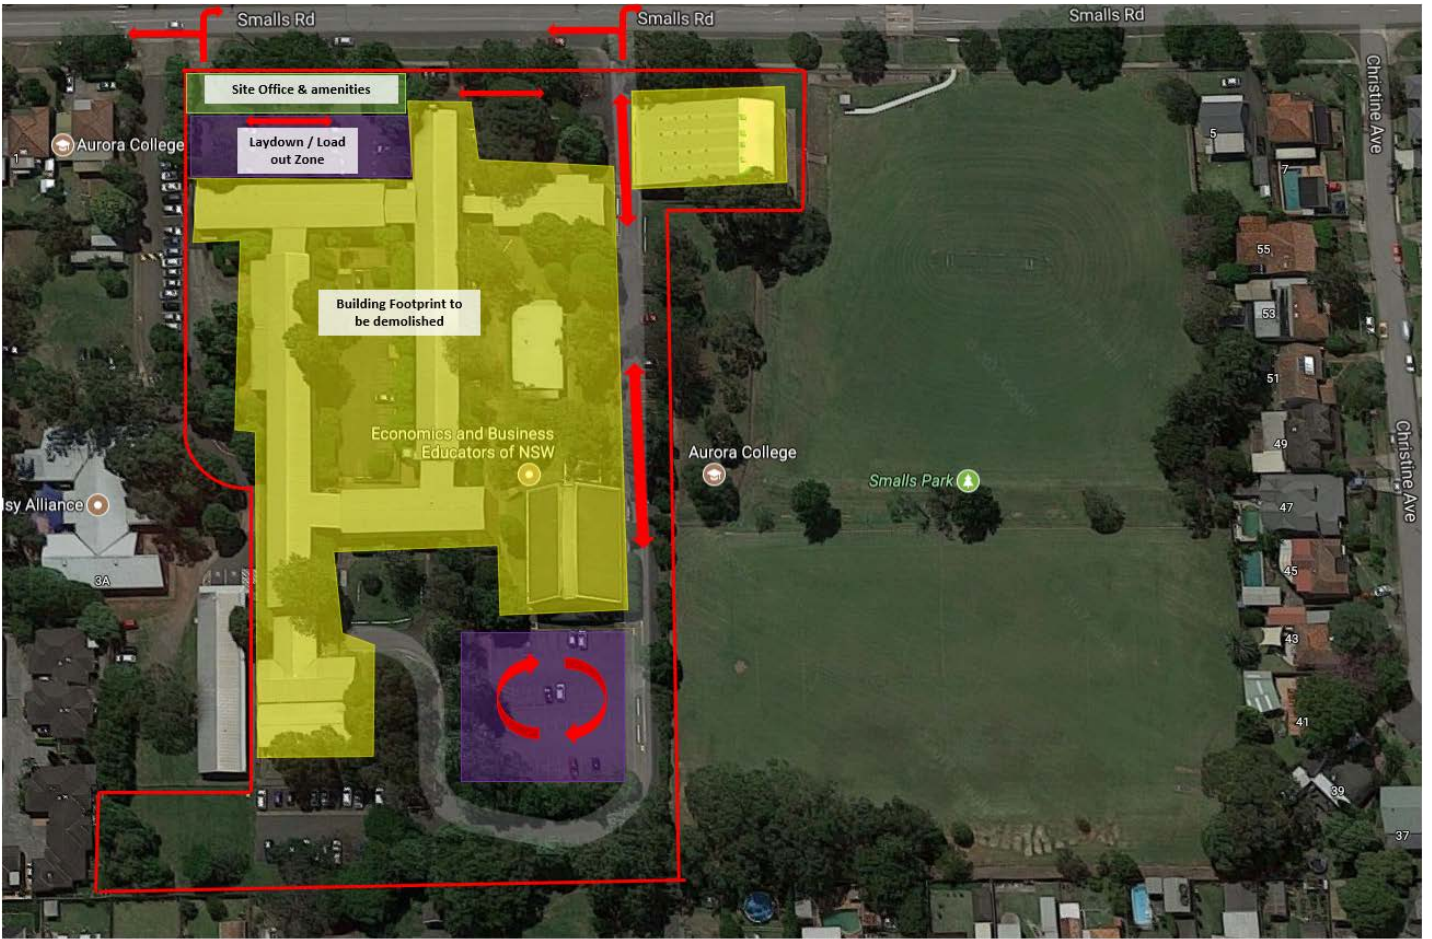 Smalls Rd
Smalls Rd
Smalls Rd
Christine Ave
Site Office & amenities
Laydown / Load
out Zone
Aurora College
1
5
7
55
Building Footprint to
be demolished
53
51
Economics and Business
Educators of NSW
49
Aurora College
Smalls Park
Christine Ave
lsy Alliance
47
3A
45
43
41
39
37